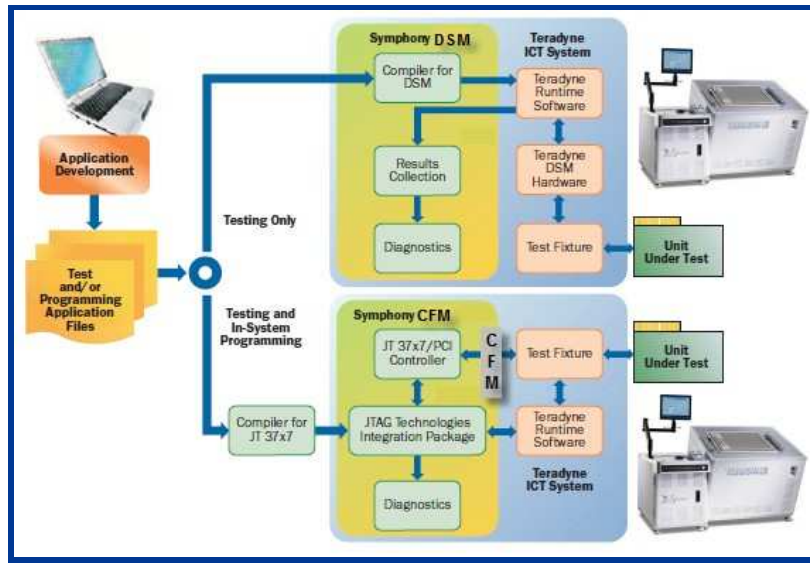 Symphony DSM
Teradyne
ICT System
Compiler for
DSM
Teradyne
Runtime
Software
Application
Development
Results
Collection
Teradyne
DSM
Hardware
Testing Only
Diagnostics
Test Fixture
Unit
Under Test
Test
and/or
Programming
Application
Files
Testing and
In-System
Programming
Symphony CFM
JT 37x7/PCI
Controller
C
F
M
Test Fixture
Unit
Under Test
Compiler for
JT 37x7
JTAG Technologies
Integration Package
Teradyne
Runtime
Software
Diagnostics
Teradyne
ICT System